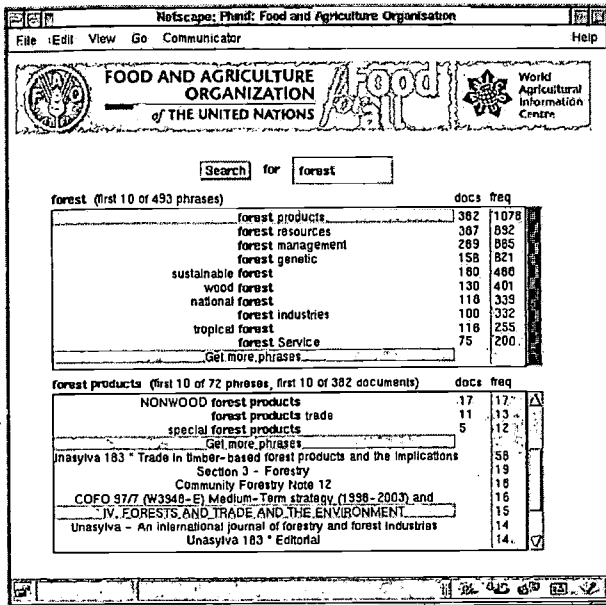 Netscape: Phind: Food and Agriculture Organisation
File Edit View Go Communicator Help
FOOD AND AGRICULTURE
ORGANIZATION
of THE UNITED NATIONS
Food
for
all
World
Agricultural
Information
Centre
Search for forest
forest (first 10 of 493 phrases) docs freq
forest products 382 1078
forest resources 387 892
forest management 269 885
forest genetic 158 821
sustainable forest 180 486
wood forest 130 401
national forest 118 339
forest industries 100 332
tropical forest 116 255
forest Service 75 200
Get more phrases
forest products (first 10 of 72 phrases, first 10 of 382 documents) docs freq
NONWOOD forest products 17 17
forest products trade 11 13
special forest products 5 12
Get more phrases
Unasylva 183 * Trade in timber-based forest products and the implications 58
Section 3 - Forestry 19
Community Forestry Note 12 18
COFO 97/7 (W3948-E) Medium-Term strategy (1998-2003) and 16
IV. FORESTS AND TRADE AND THE ENVIRONMENT 15
Unasylva - An international journal of forestry and forest industries 14
Unasylva 183 * Editorial 14